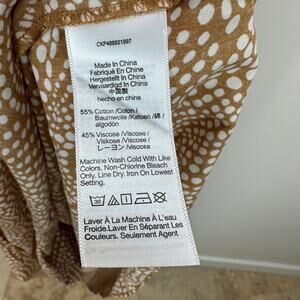 CKP488821997
Made In China
Fabriqué En Chine
Hergestellt In China
Vervaardigd In China
中国製
hecho en china
55% Cotton /Coton/
Baumwolle /Katoen /綿/
algodón
45% Viscose /Viscose/
Viskose /Viscose /
レーヨン /viscosa
Machine Wash Cold With Like
Colors. Non-Chlorine Bleach
Only. Line Dry. Iron On Lowest
Setting.
30
Laver À La Machine À L'eau
Froide.Laver En Séparant Les
Couleurs. Seulement Agent